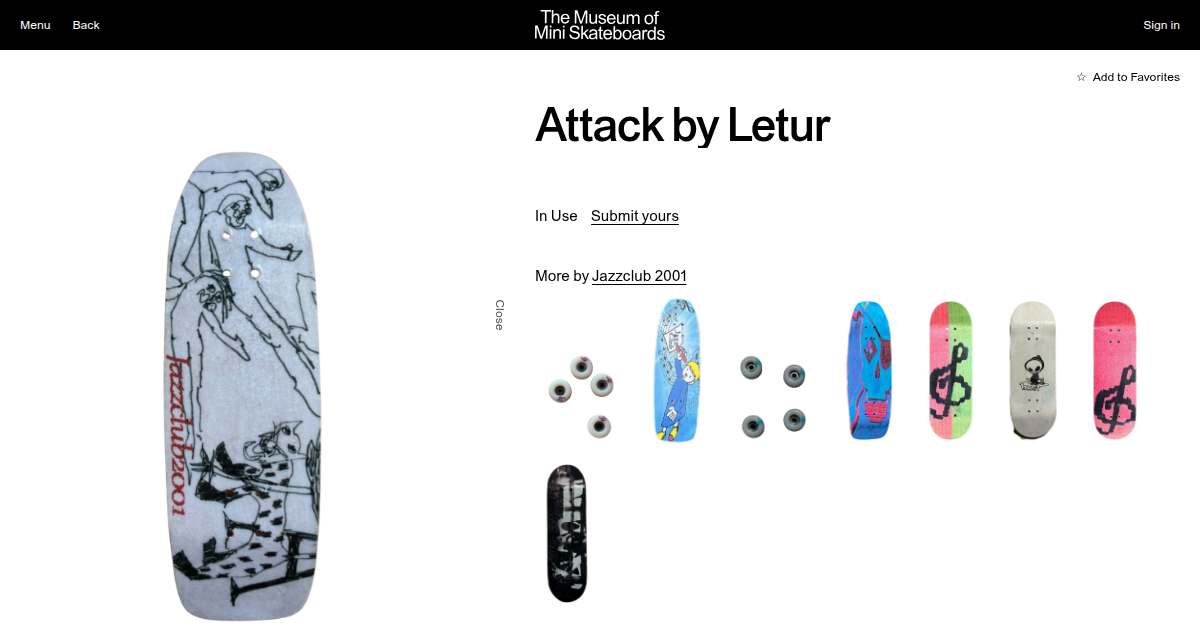 Menu
Back
The Museum of
Mini Skateboards
Sign in
☆ Add to Favorites
Attack by Letur
In Use Submit yours
More by Jazzclub 2001
Close
Jazzclub2001